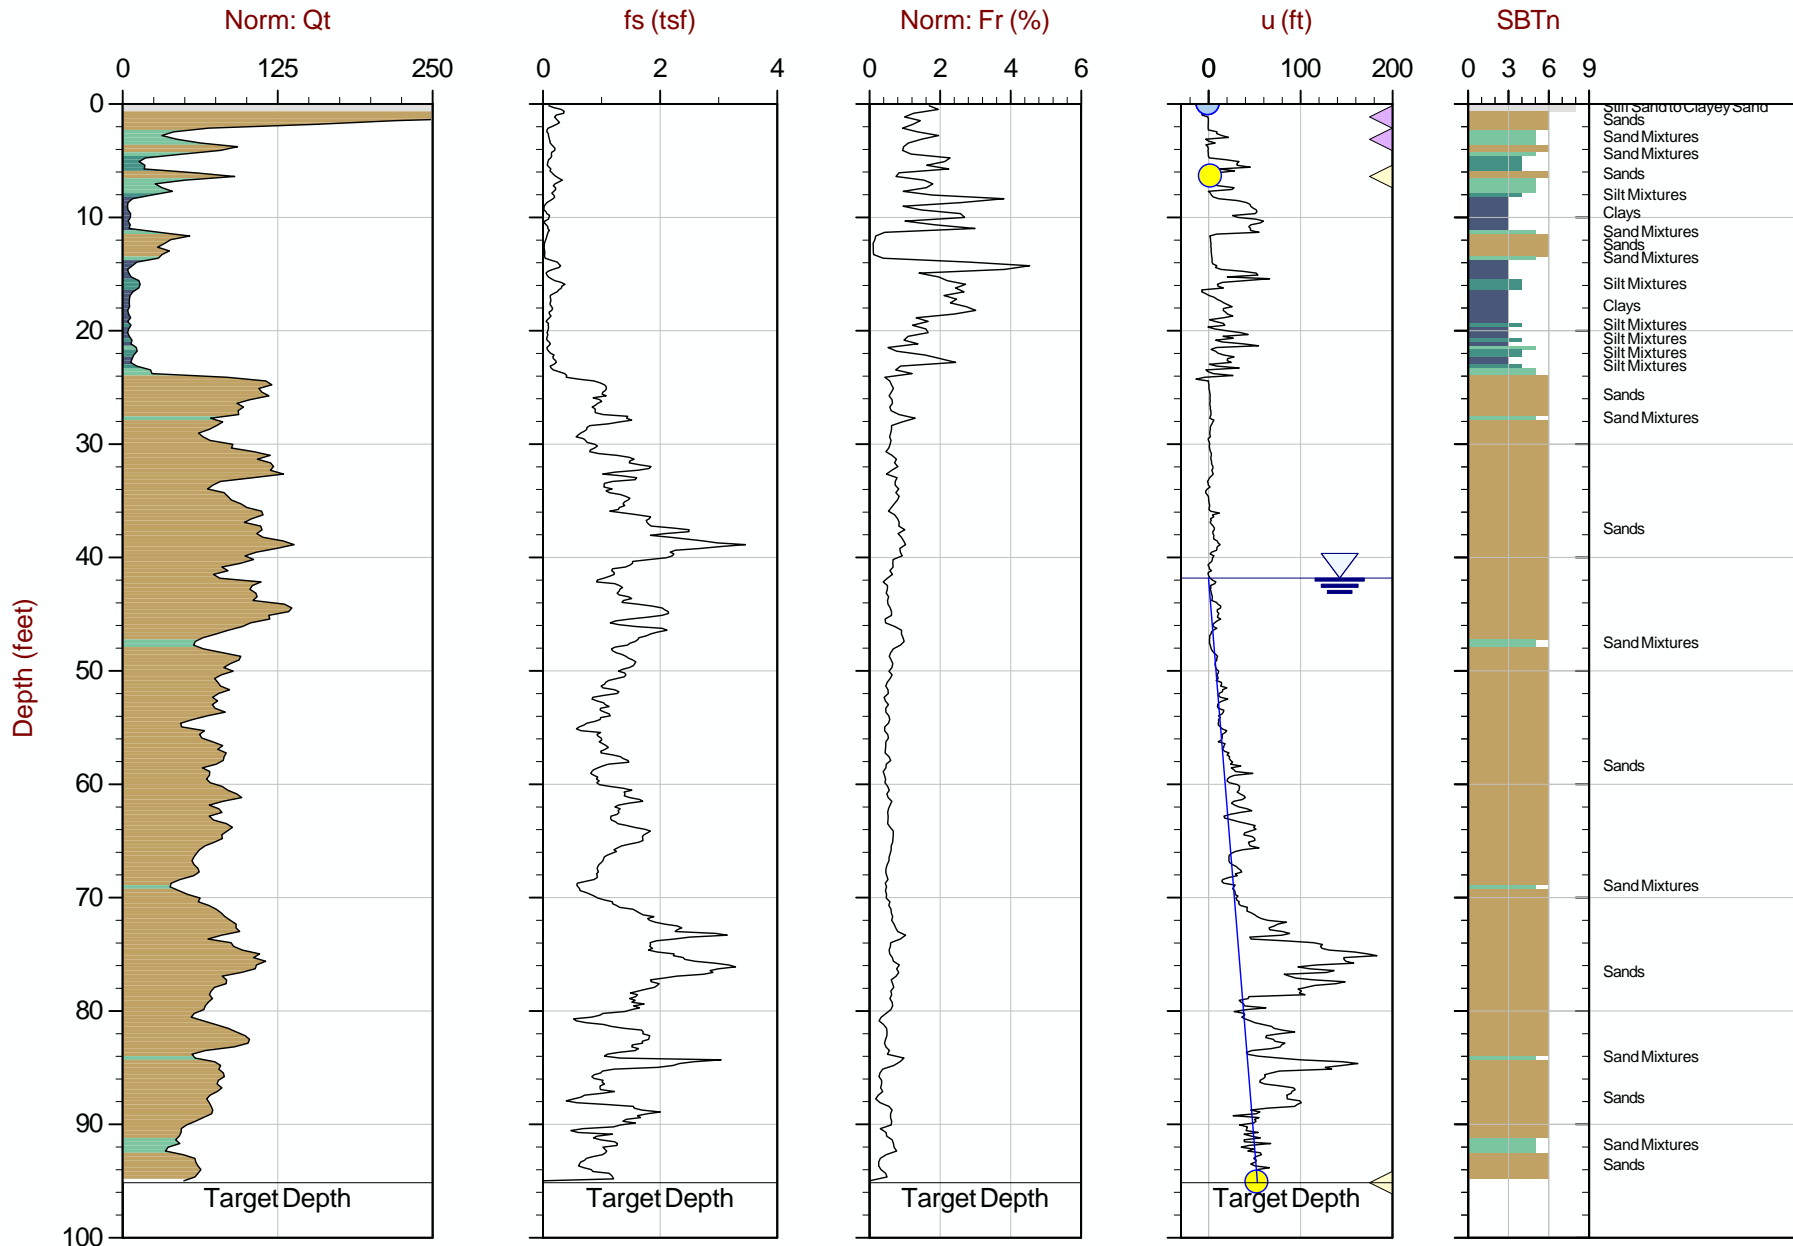 Norm: Qt
fs (tsf)
Norm: Fr (%)
u (ft)
SBTn
0 125 250
0 2 4
0 2 4 6
0 100 200
0 3 6 9
Depth (feet)
0
10
20
30
40
50
60
70
80
90
100
Stiff Sand to Clayey Sand
Sands
Sand Mixtures
Sands
Silt Mixtures
Clays
Sand Mixtures
Sands
Sand Mixtures
Silt Mixtures
Clays
Silt Mixtures
Silt Mixtures
Silt Mixtures
Silt Mixtures
Sands
Sand Mixtures
Sands
Sand Mixtures
Sands
Sand Mixtures
Sands
Sand Mixtures
Sands
Sand Mixtures
Sands
Target Depth
Target Depth
Target Depth
Target Depth